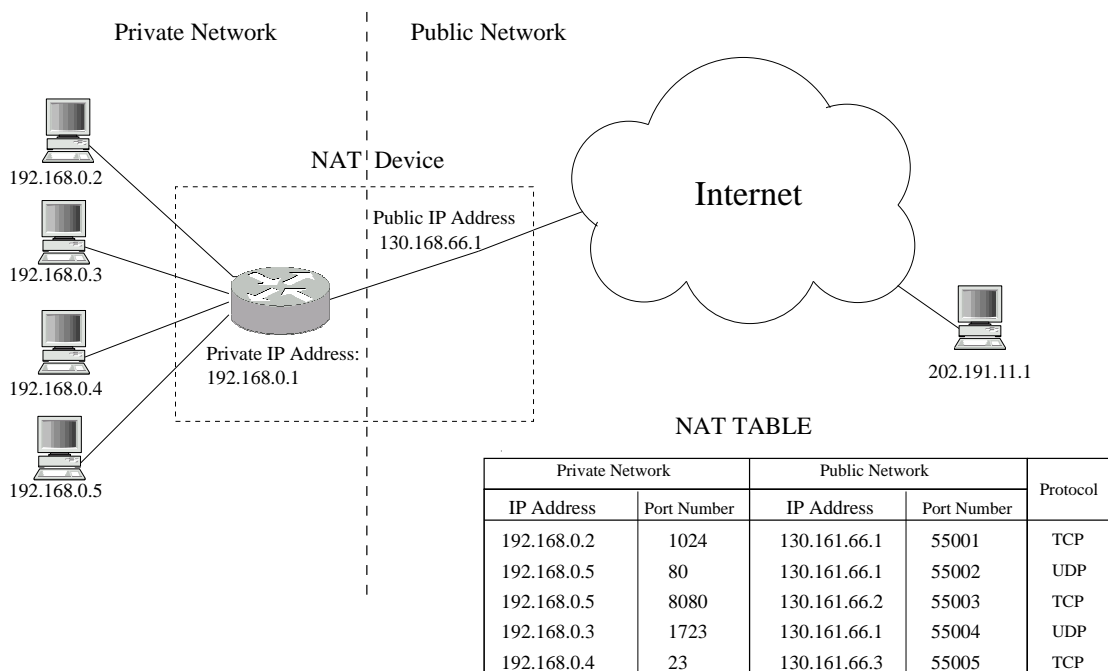 Private Network
Public Network
NAT Device
192.168.0.2
192.168.0.3
192.168.0.4
192.168.0.5
Public IP Address
130.168.66.1
Private IP Address:
192.168.0.1
Internet
202.191.11.1
NAT TABLE
Private Network Public Network Protocol
IP Address Port Number IP Address Port Number
192.168.0.2 1024 130.161.66.1 55001 TCP
192.168.0.5 80 130.161.66.1 55002 UDP
192.168.0.5 8080 130.161.66.2 55003 TCP
192.168.0.3 1723 130.161.66.1 55004 UDP
192.168.0.4 23 130.161.66.3 55005 TCP